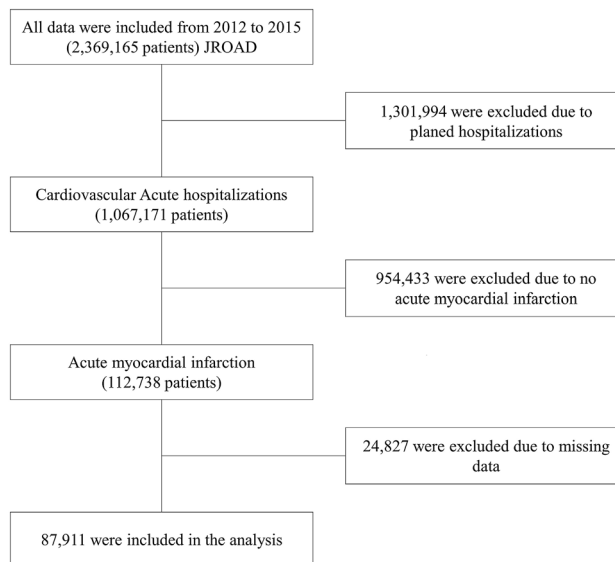 All data were included from 2012 to 2015
(2,369,165 patients) JROAD
1,301,994 were excluded due to
planed hospitalizations
Cardiovascular Acute hospitalizations
(1,067,171 patients)
954,433 were excluded due to no
acute myocardial infarction
Acute myocardial infarction
(112,738 patients)
24,827 were excluded due to missing
data
87,911 were included in the analysis